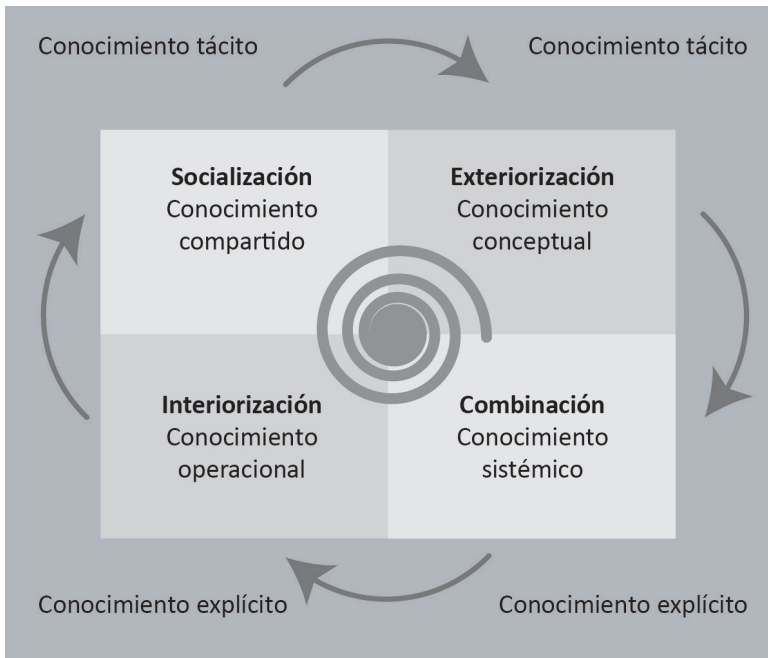 Conocimiento tácito
Conocimiento tácito
Socialización
Conocimiento
compartido
Exteriorización
Conocimiento
conceptual
Interiorización
Conocimiento
operacional
Combinación
Conocimiento
sistémico
Conocimiento explícito
Conocimiento explícito